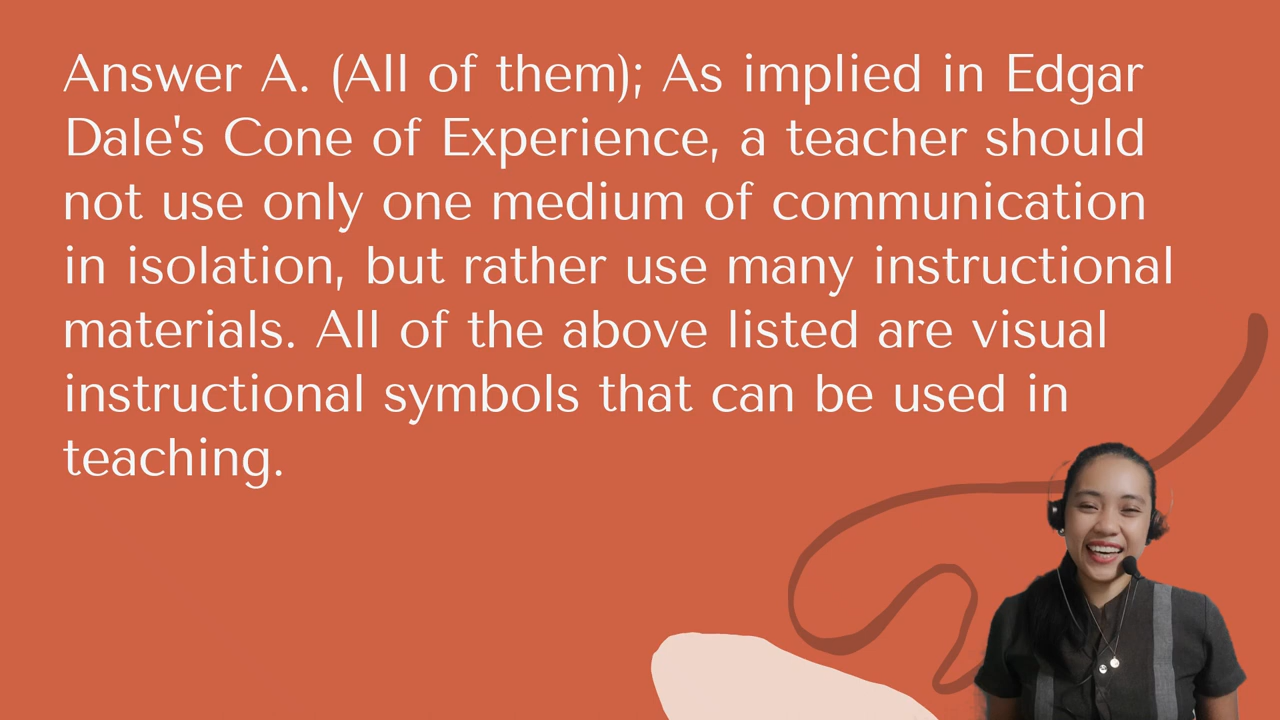 Answer A. (All of them); As implied in Edgar
Dale's Cone of Experience, a teacher should
not use only one medium of communication
in isolation, but rather use many instructional
materials. All of the above listed are visual
instructional symbols that can be used in
teaching.